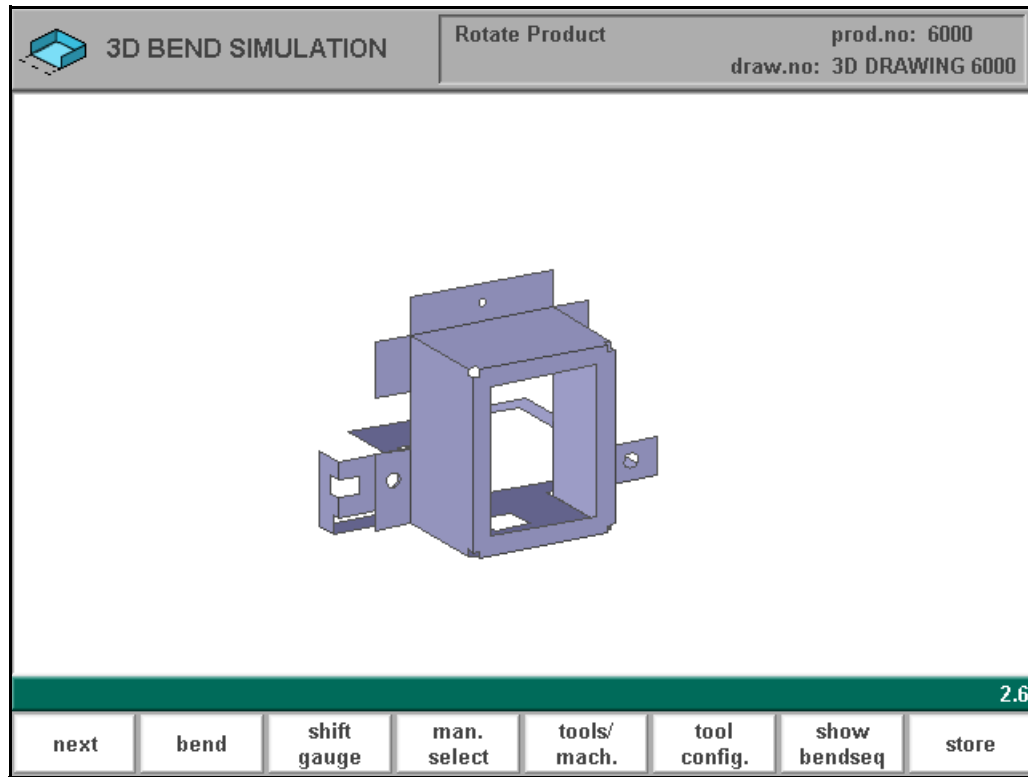 3D BEND SIMULATION
Rotate Product
prod.no: 6000
draw.no: 3D DRAWING 6000
2.6
next
bend
shift
gauge
man.
select
tools/
mach.
tool
config.
show
bendseq
store